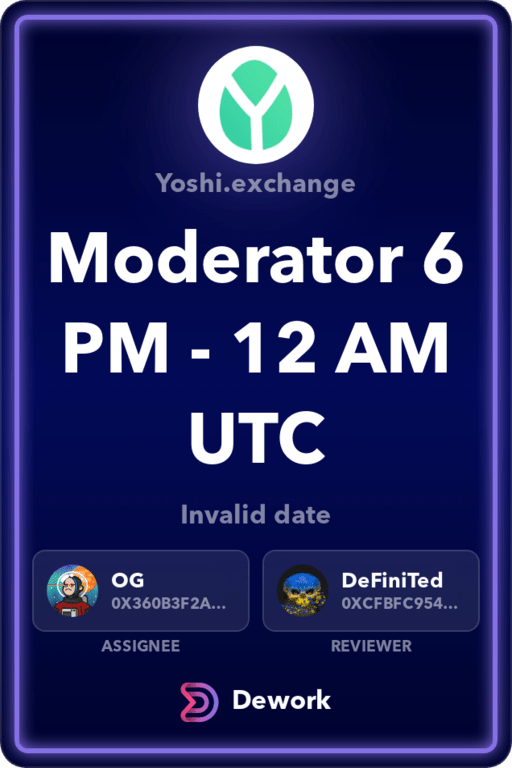 Yoshi.exchange
Moderator 6
PM - 12 AM
UTC
Invalid date
OG
0X360B3F2A...
DeFiniTed
0XCFBFC954...
ASSIGNEE
REVIEWER
Dework